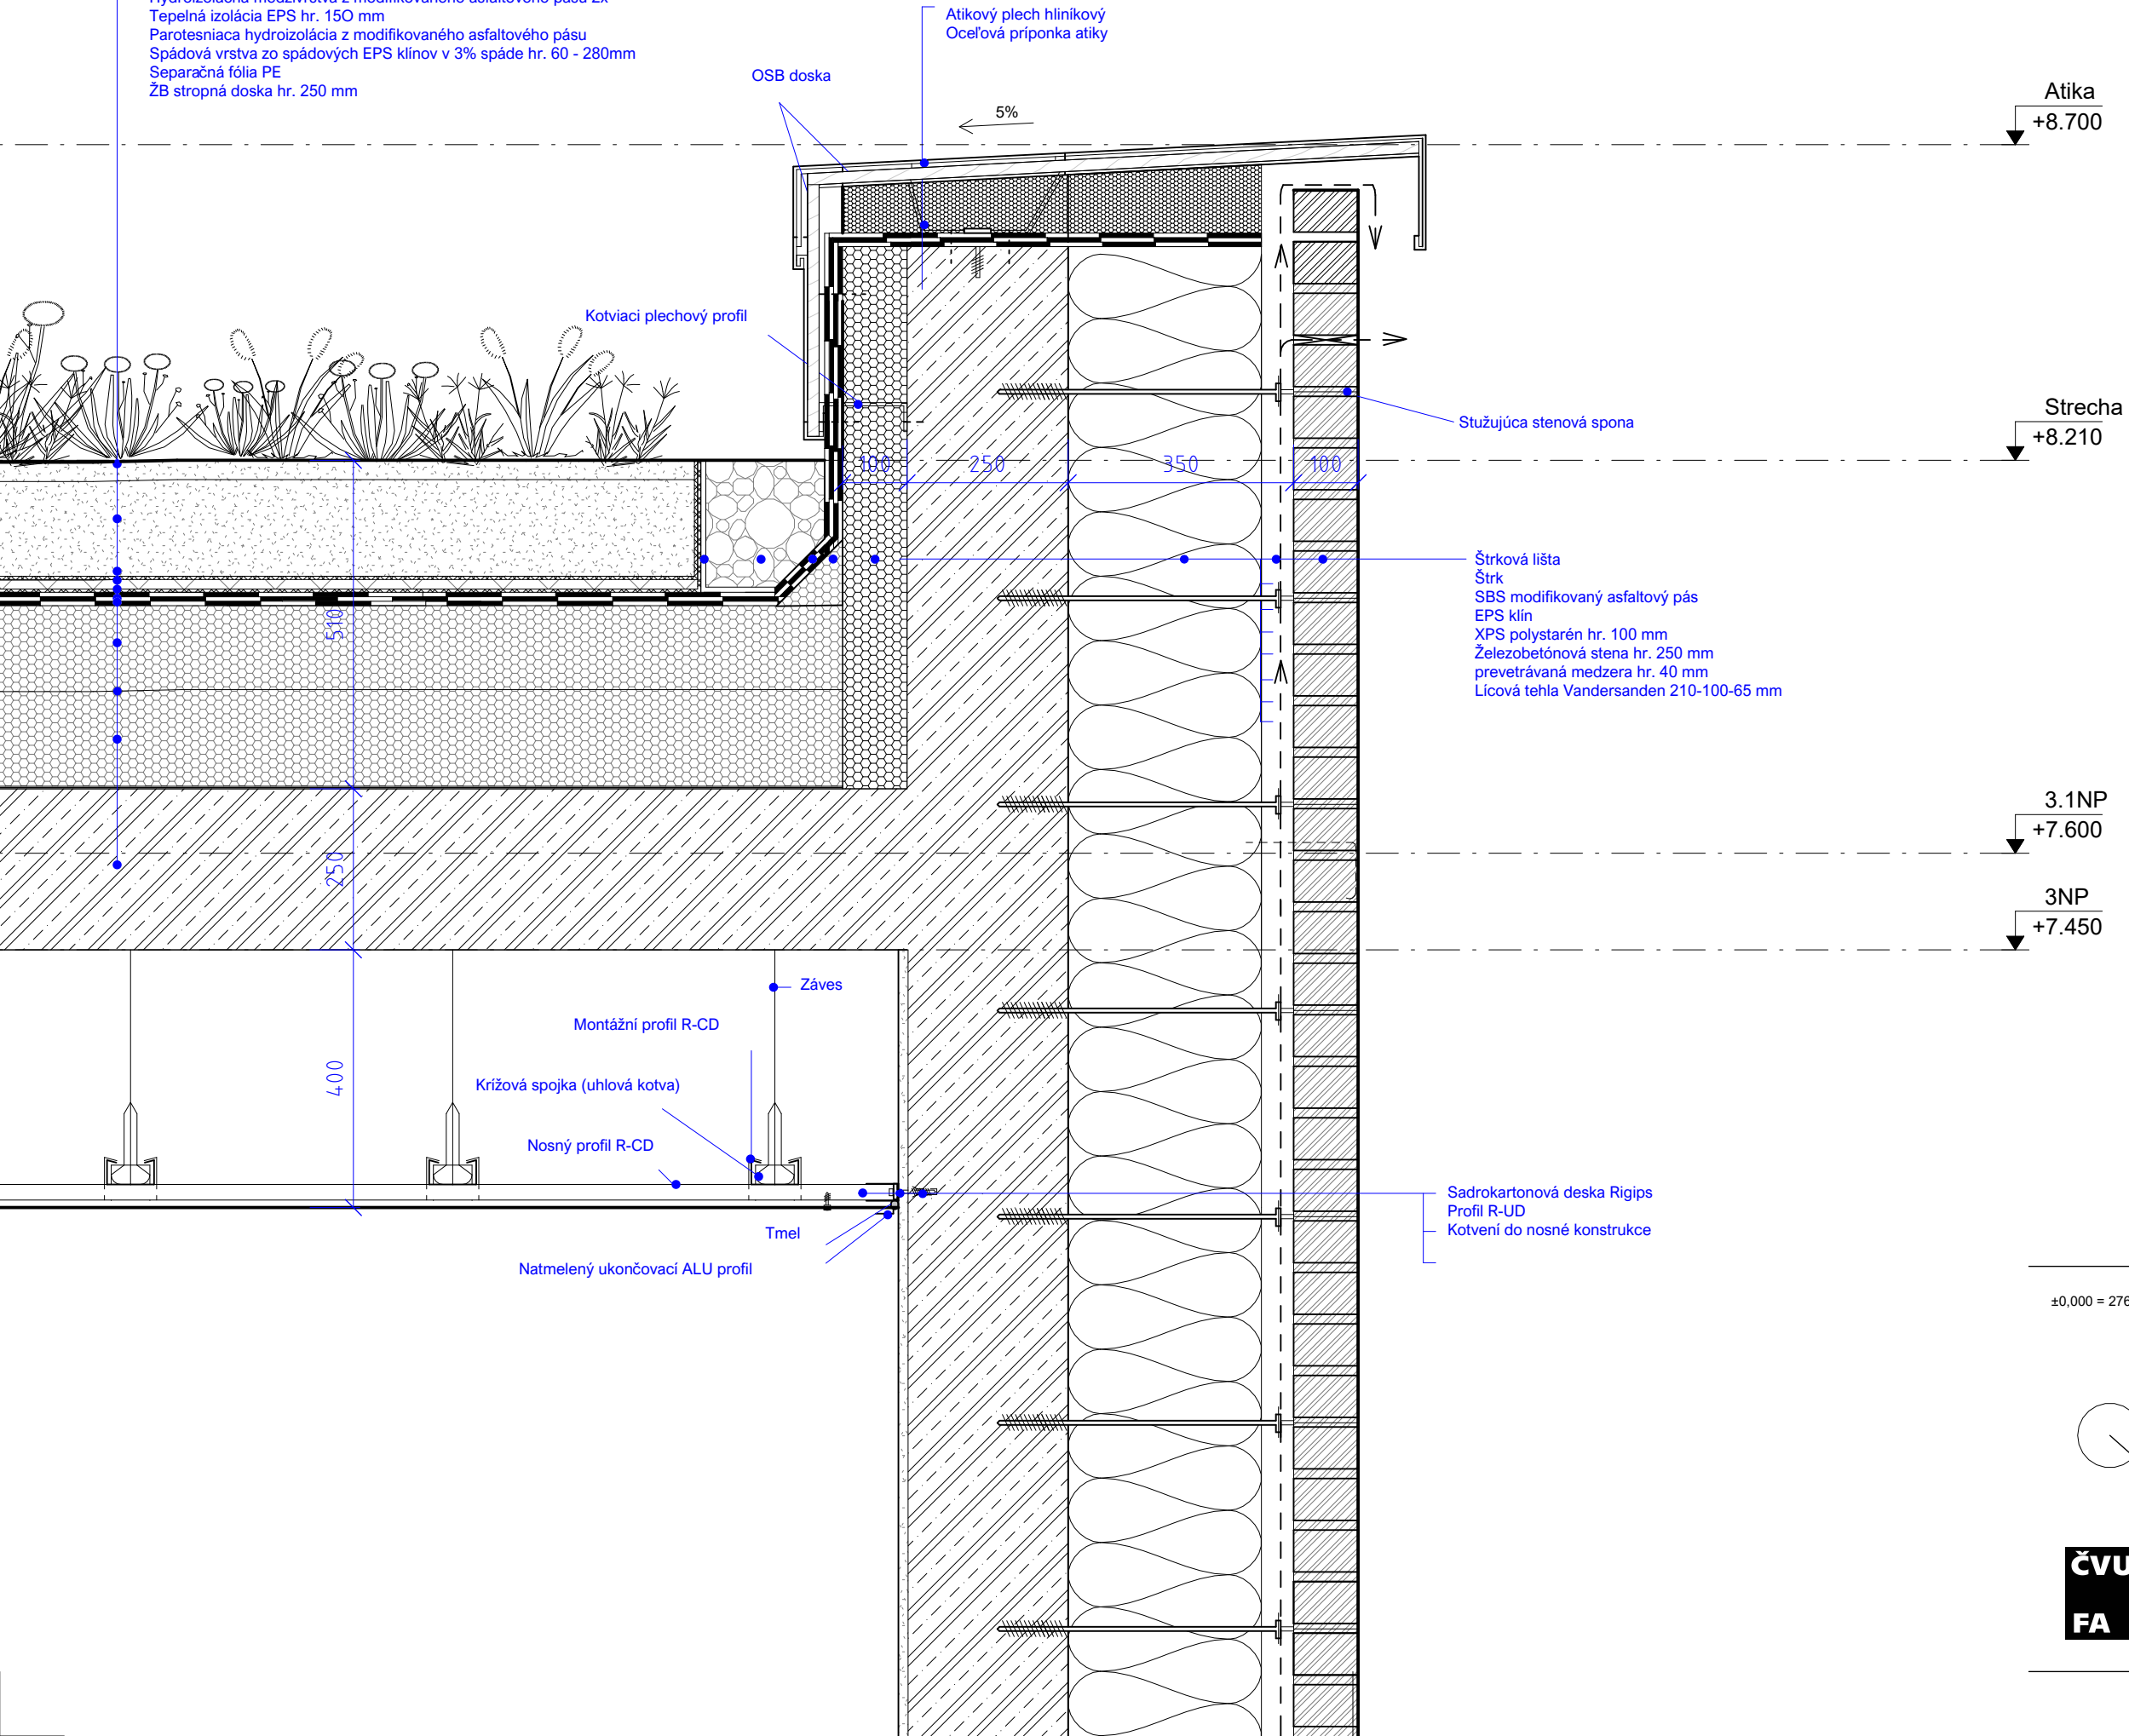 Tepelná izolácia EPS hr. 15O mm
Parotesniaca hydroizolácia z modifikovaného asfaltového pásu
Spádová vrstva zo spádových EPS klínov v 3% spáde hr. 60 - 280mm
Separačná fólia PE
ŽB stropná doska hr. 250 mm
Atikový plech hliníkový
Oceľová príponka atiky
OSB doska
5%
Atika
+8.700
Kotviaci plechový profil
Stužujúca stenová spona
Strecha
+8.210
100
250
350
100
Štrková lišta
Štrk
SBS modifikovaný asfaltový pás
EPS klín
XPS polystarén hr. 100 mm
Železobetónová stena hr. 250 mm
prevetrávaná medzera hr. 40 mm
Lícová tehla Vandersanden 210-100-65 mm
510
3.1NP
+7.600
250
3NP
+7.450
Záves
Montážní profil R-CD
400
Krížová spojka (uhlová kotva)
Nosný profil R-CD
Sadrokartonová deska Rigips
Profil R-UD
Kotvení do nosné konstrukce
Tmel
Natmelený ukončovací ALU profil
±0,000 = 276
ČVU
FA